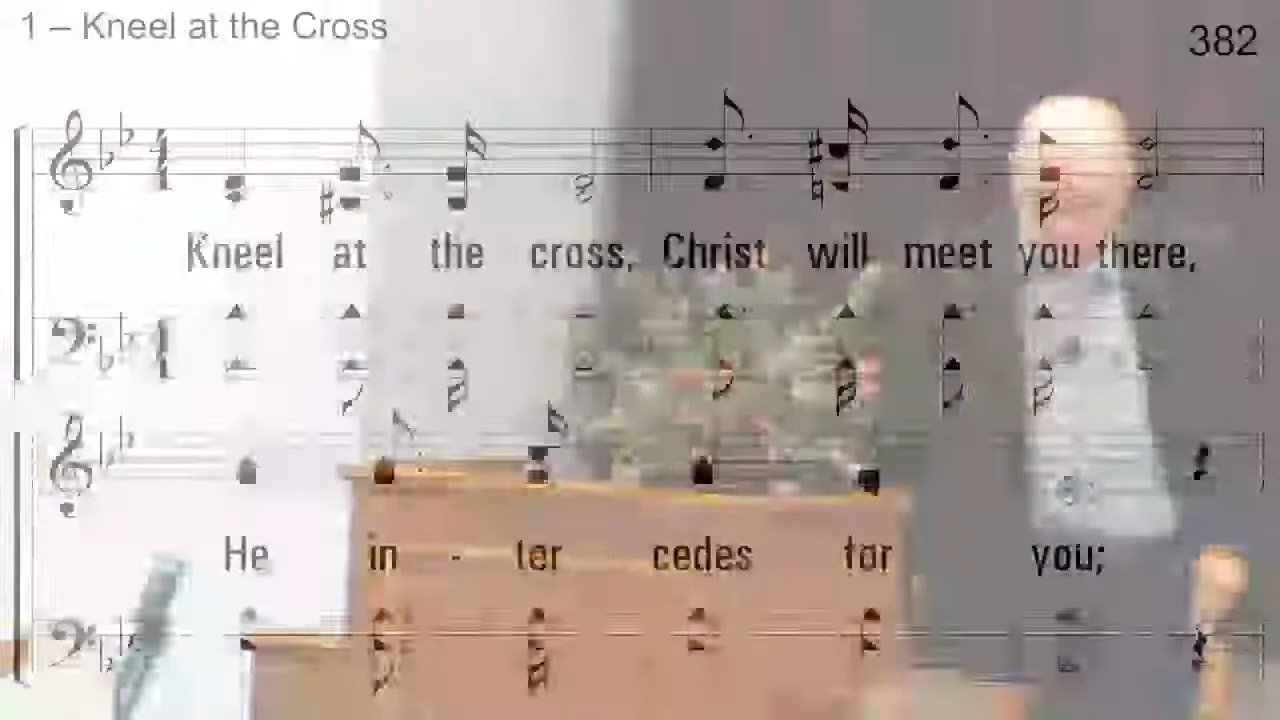 1 – Kneel at the Cross
382
Kneel at the cross, Christ will meet you there,
He in - ter cedes for you;